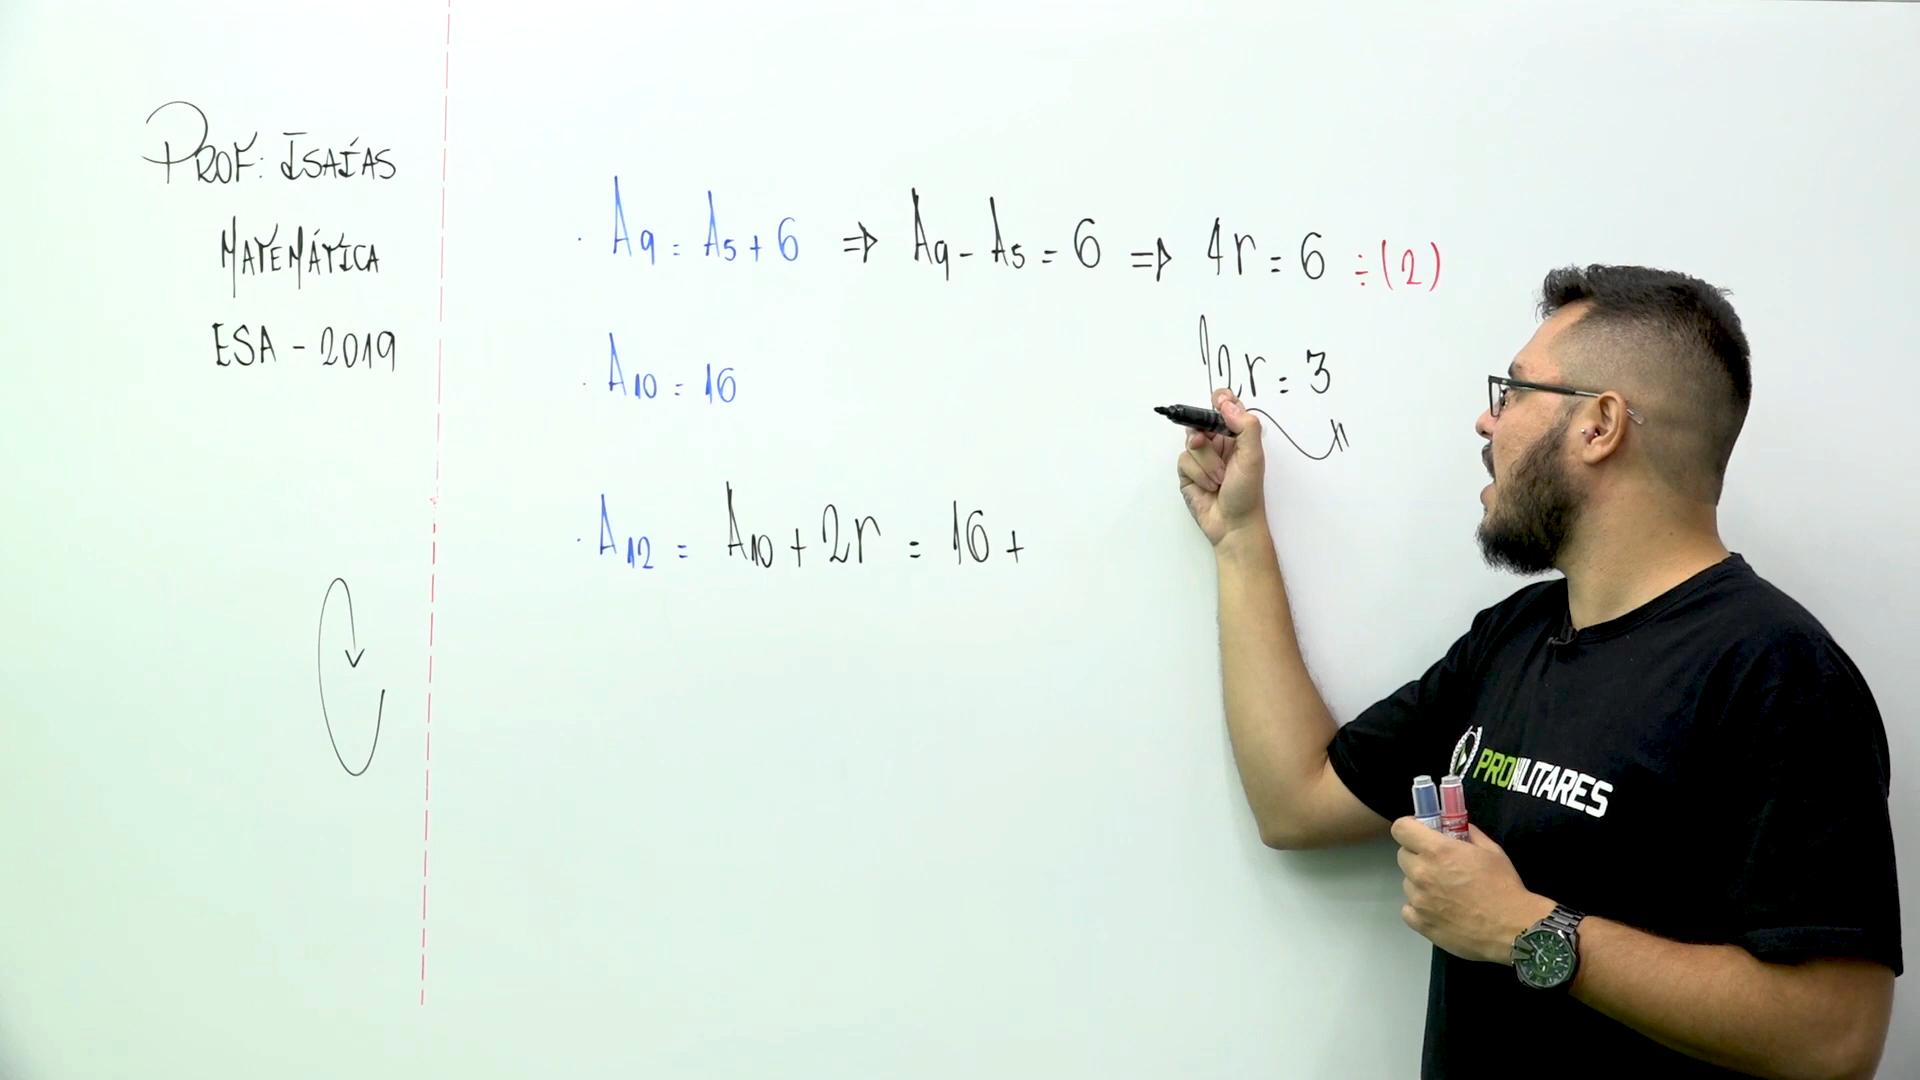 PROF: ISAÍAS
MATEMÁTICA
ESA - 2019
· A₉ = A₅ + 6 ⇒ A₉ - A₅ = 6 ⇒ 4r = 6 ÷(2)
2r = 3
· A₁₀ = 16
· A₁₂ = A₁₀ + 2r = 16 +
PROMILITARES